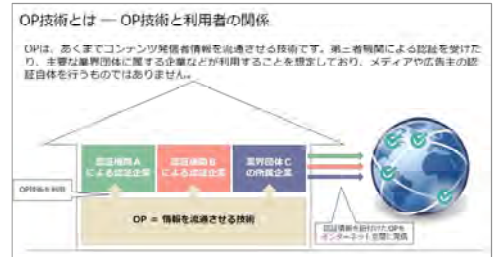 OP技術とは ― OP技術と利用者の関係
OPは、あくまでコンテンツ発信者情報を流通させる技術です。第三者機関による認証を受けた
り、主要な業界団体に属する企業などが利用することを想定しており、メディアや広告主の認
証自体を行うものではありません。
認証機関A
による認証企業
認証機関B
による認証企業
業界団体C
の所属企業
OP技術を利用
OP = 情報を流通させる技術
認証情報を紐付けたOPを
インターネット空間に発信